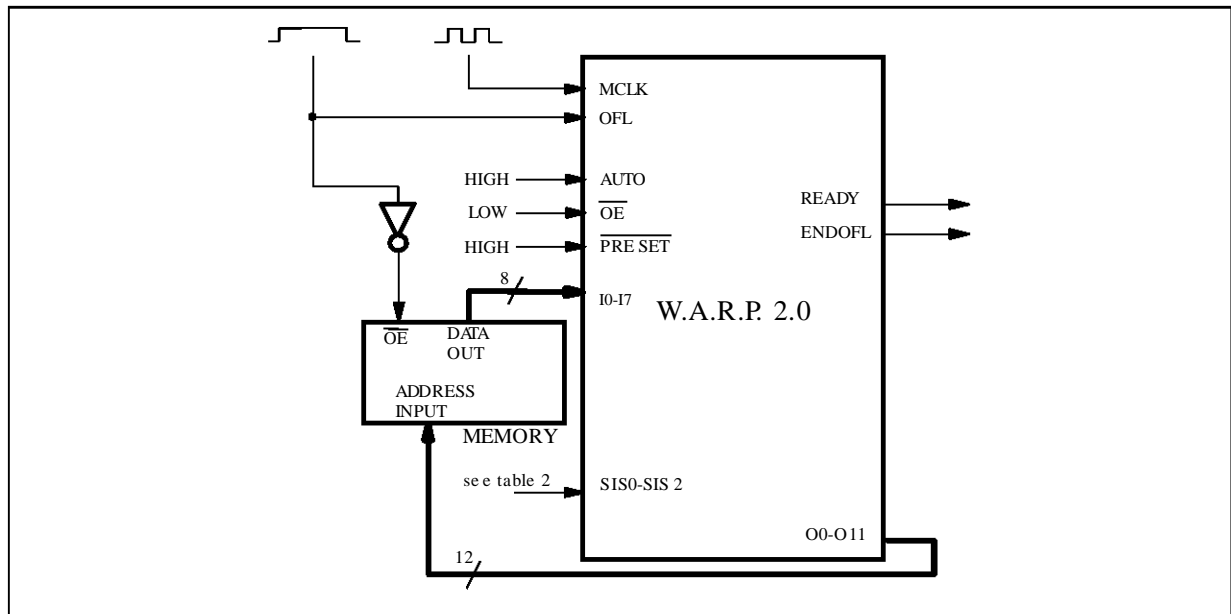 MCLK
OFL
HIGH
AUTO
LOW
OE
HIGH
PRE SET
READY
ENDOFL
8
I0-I7
W.A.R.P. 2.0
OE
DATA
OUT
ADDRESS
INPUT
MEMORY
see table 2
SIS0-SIS 2
O0-O11
12